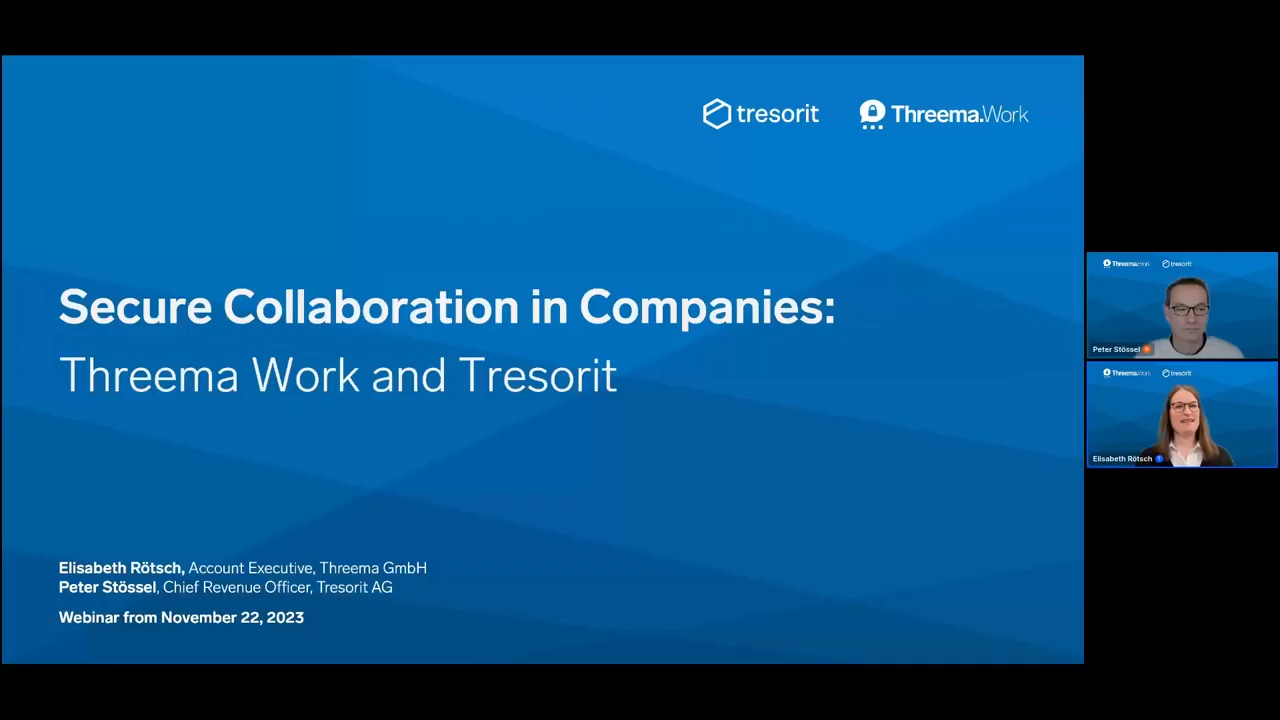 tresorit
Threema.Work
Secure Collaboration in Companies:
Threema Work and Tresorit
Elisabeth Rötsch, Account Executive, Threema GmbH
Peter Stössel, Chief Revenue Officer, Tresorit AG
Webinar from November 22, 2023
Threema.Work tresorit
Peter Stössel
Threema.Work tresorit
Elisabeth Rötsch